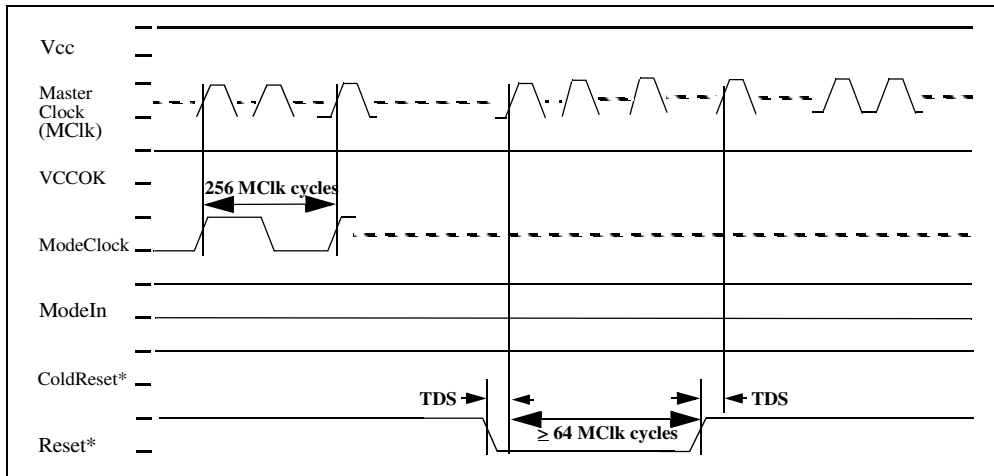 Vcc
Master
Clock
(MClk)
VCCOK
256 MClk cycles
ModeClock
ModeIn
ColdReset*
TDS
TDS
≥ 64 MClk cycles
Reset*